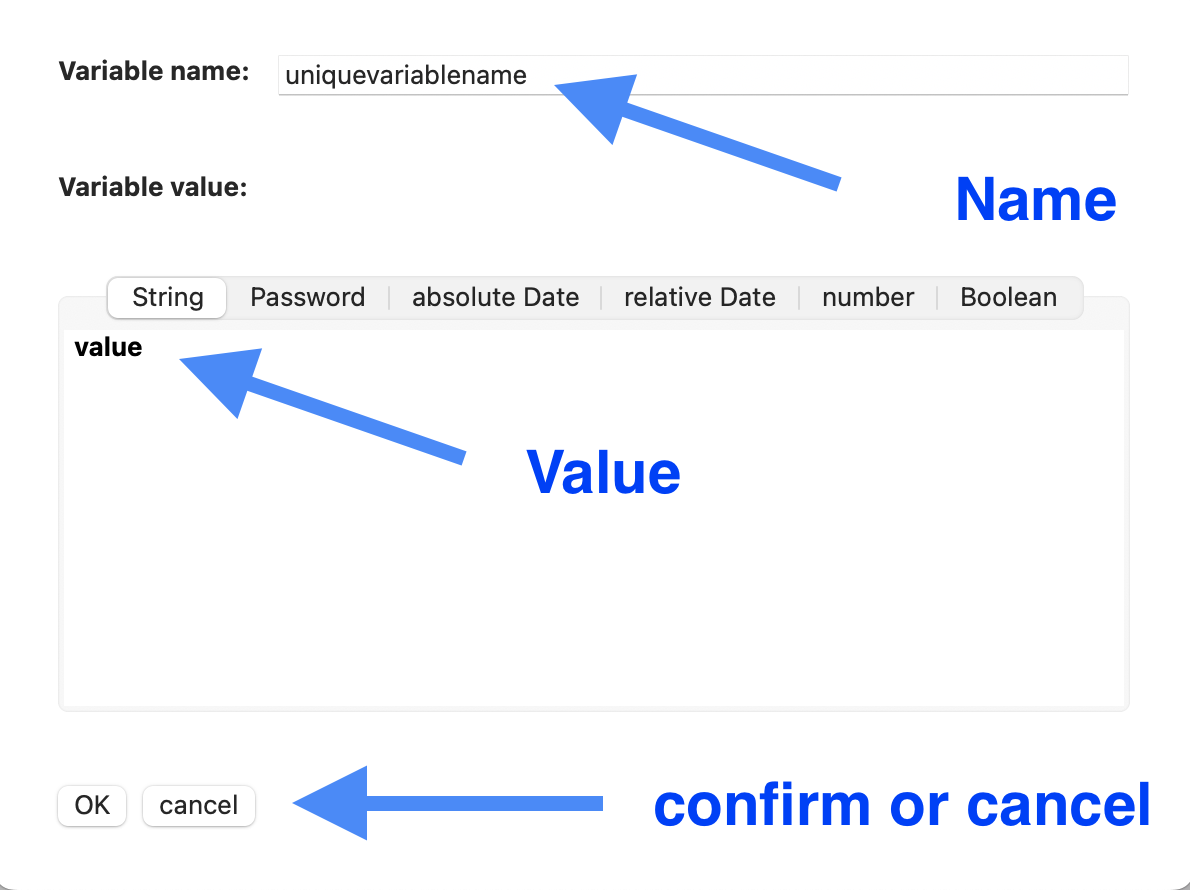 Variable name: uniquevariablename
Name
Variable value:
String Password absolute Date relative Date number Boolean
value
Value
OK cancel confirm or cancel